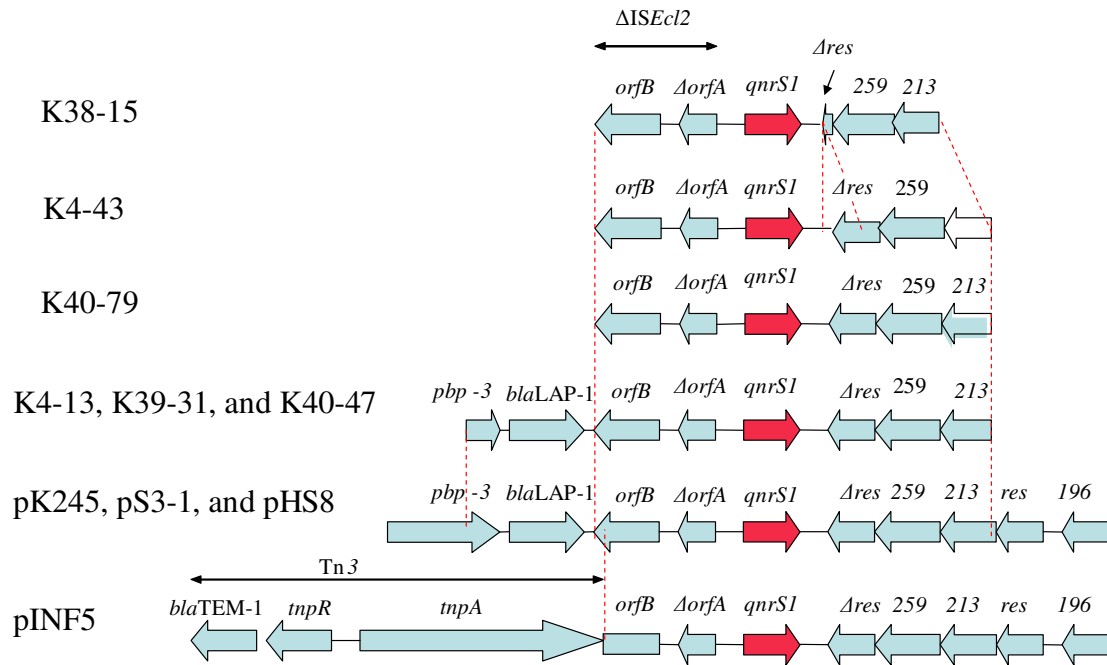 ΔISEcl2
Δres
orfB ΔorfA qnrS1 259 213
K38-15
orfB ΔorfA qnrS1 Δres 259
K4-43
orfB ΔorfA qnrS1 Δres 259 213
K40-79
pbp -3 blaLAP-1 orfB ΔorfA qnrS1 Δres 259 213
K4-13, K39-31, and K40-47
pbp -3 blaLAP-1 orfB ΔorfA qnrS1 Δres 259 213 res 196
pK245, pS3-1, and pHS8
Tn3
blaTEM-1 tnpR tnpA orfB ΔorfA qnrS1 Δres 259 213 res 196
pINF5